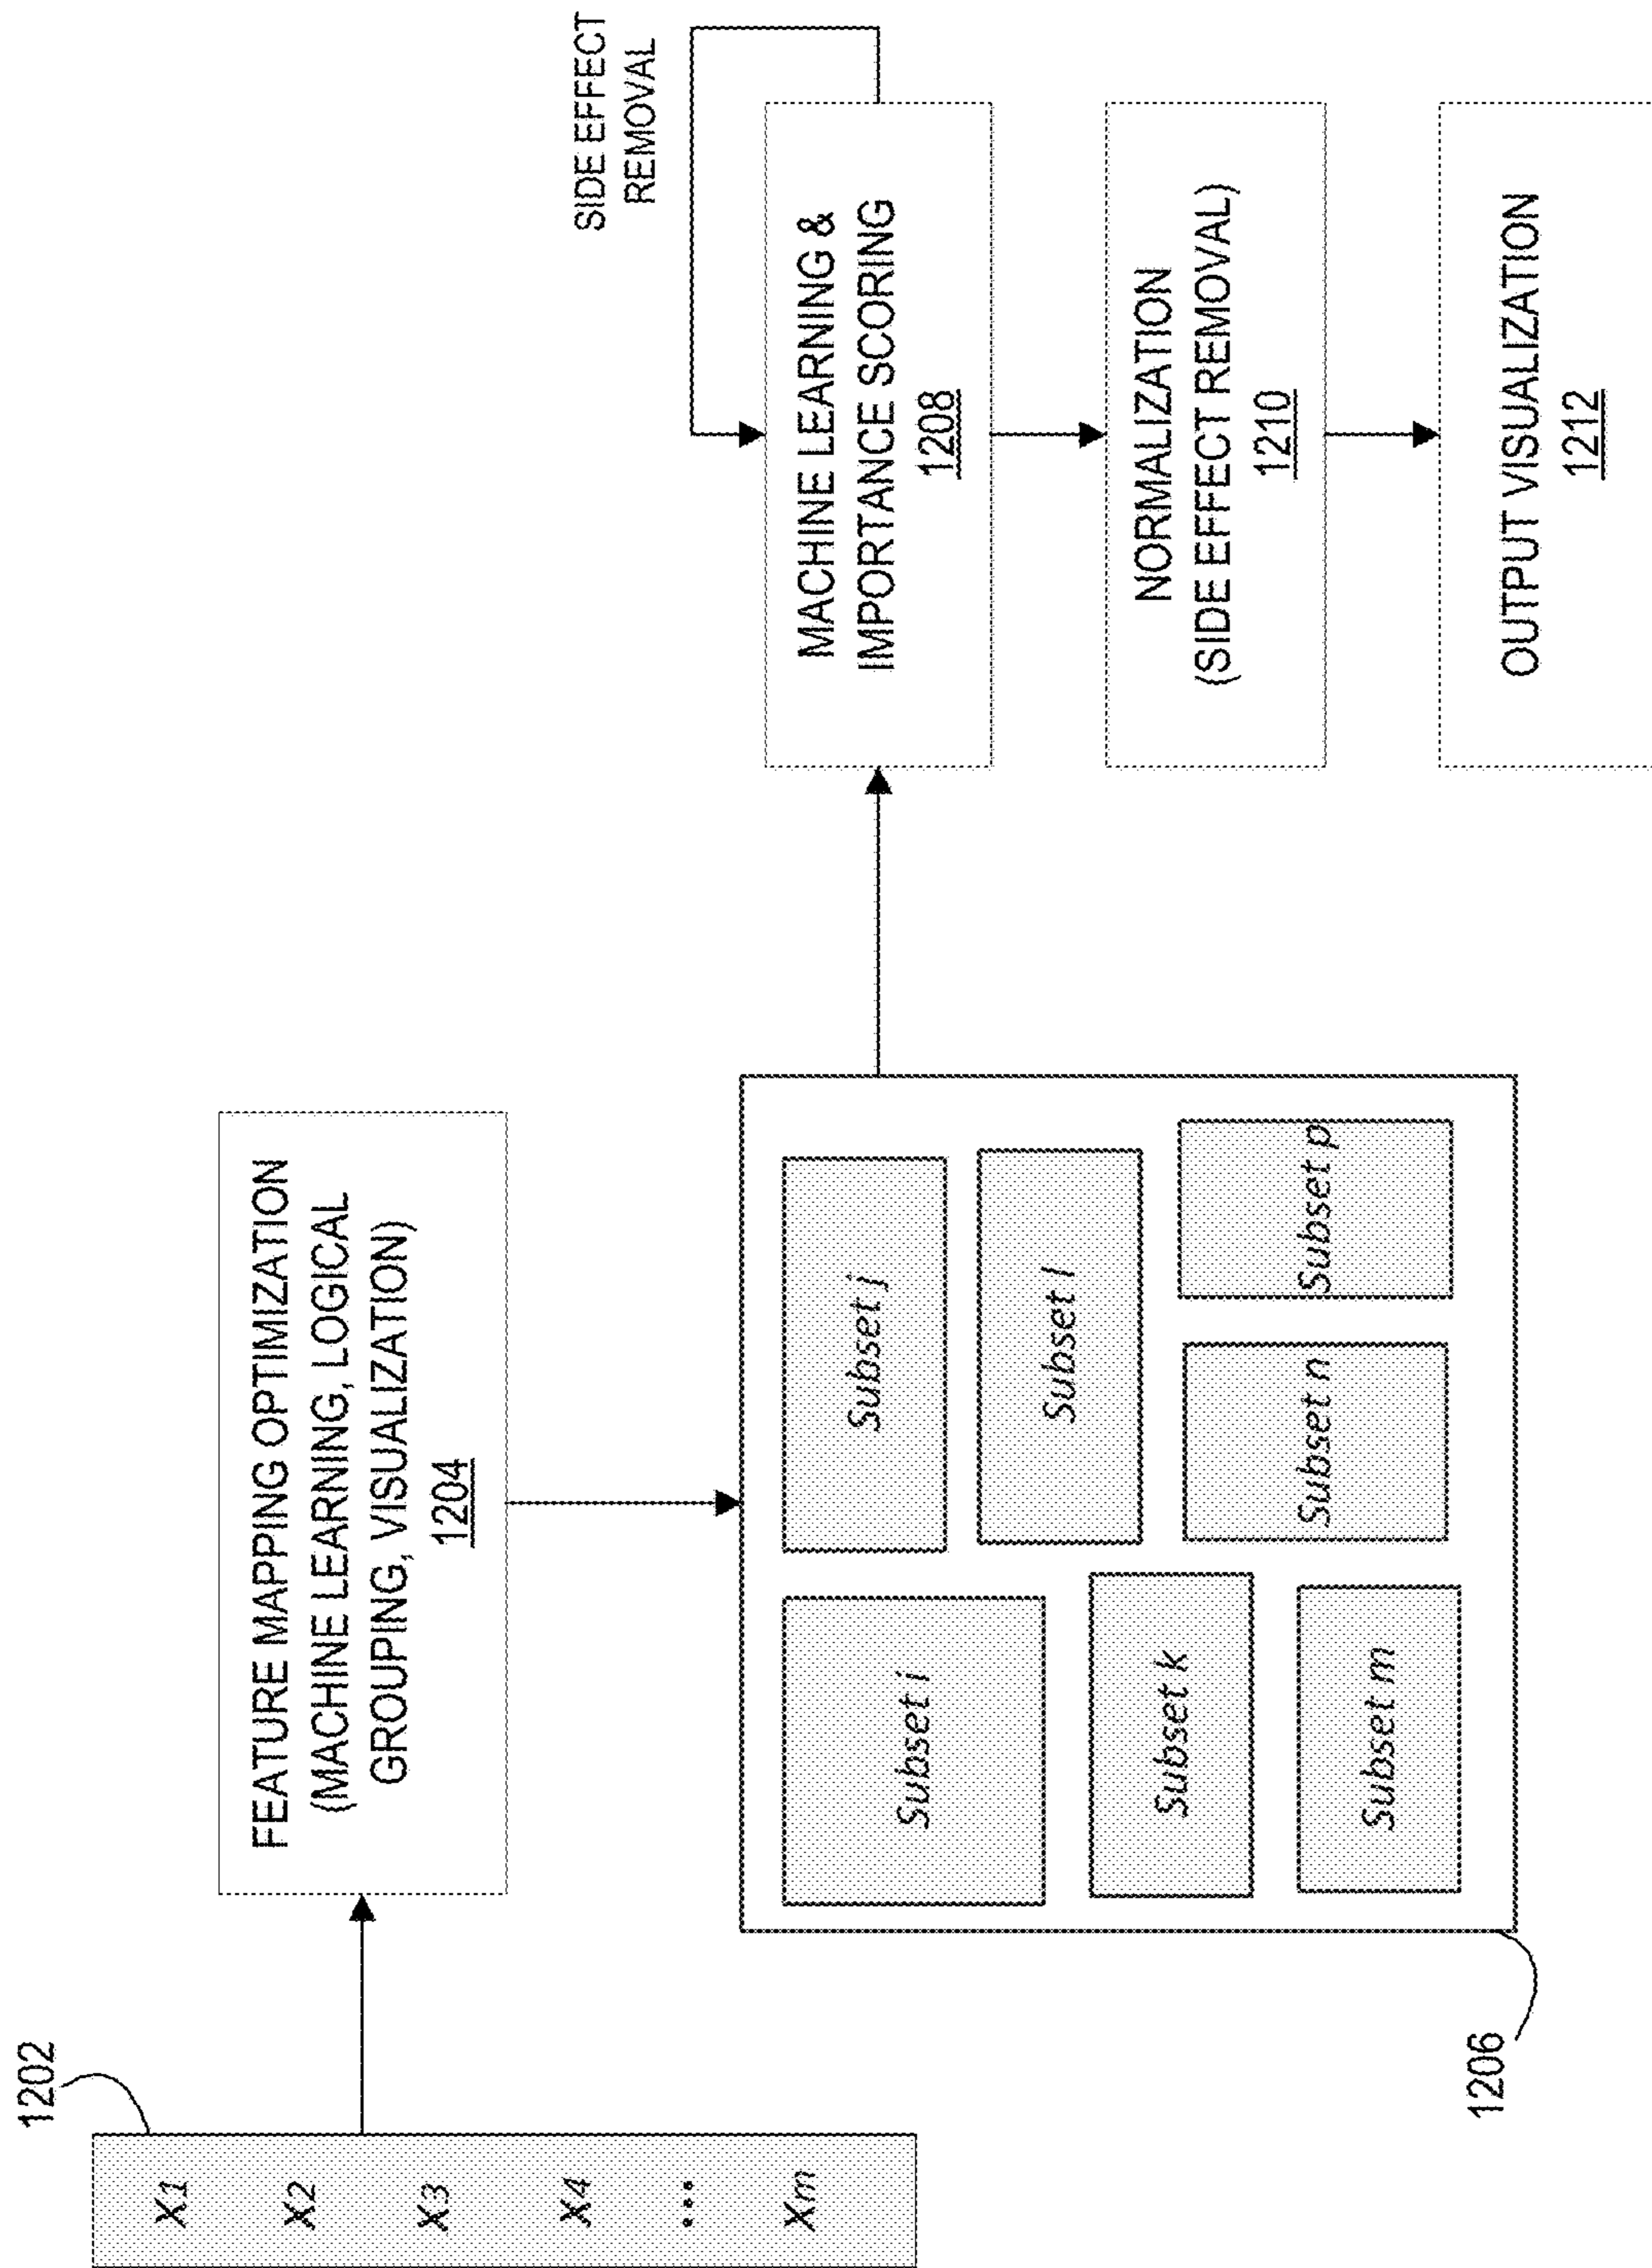 1202
X1
X2
X3
X4
...
Xm
FEATURE MAPPING OPTIMIZATION
(MACHINE LEARNING, LOGICAL
GROUPING, VISUALIZATION)
1204
Subset i
Subset j
Subset k
Subset l
Subset m
Subset n
Subset p
1206
SIDE EFFECT
REMOVAL
MACHINE LEARNING &
IMPORTANCE SCORING
1208
NORMALIZATION
(SIDE EFFECT REMOVAL)
1210
OUTPUT VISUALIZATION
1212